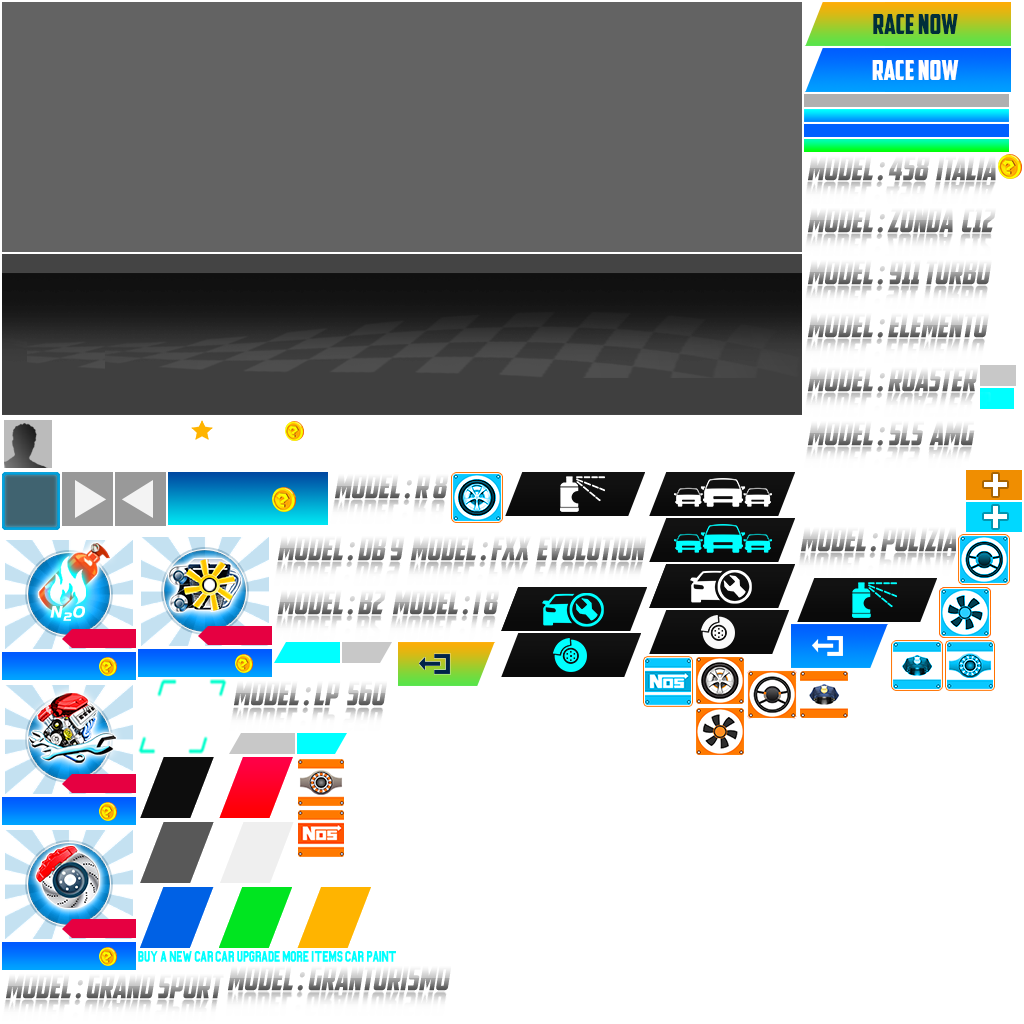 RACE NOW
RACE NOW
MODEL : 458 ITALIA
MODEL : ZONDA C12
MODEL : 911 TURBO
MODEL : ELEMENTO
MODEL : ROASTER
MODEL : SLS AMG
MODEL : R 8
MODEL : POLIZIA
MODEL : DB 9 MODEL : FXX EVOLUTION
MODEL : B2 MODEL : I 8
N2O
NOS
MODEL : LP 560
NOS
BUY A NEW CAR CAR UPGRADE MORE ITEMS CAR PAINT
MODEL : GRAND SPORT MODEL : GRANTURISMO